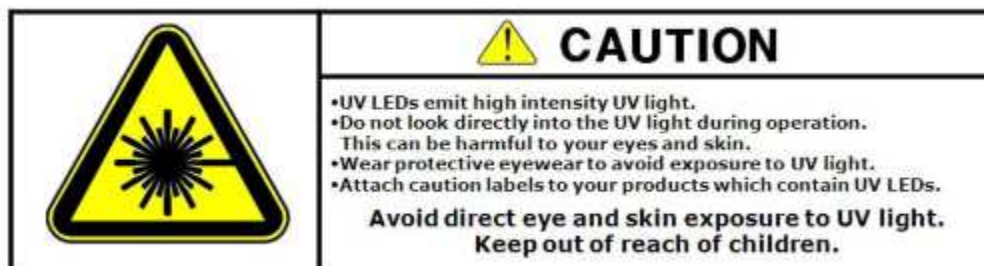 CAUTION
•UV LEDs emit high intensity UV light.
•Do not look directly into the UV light during operation.
This can be harmful to your eyes and skin.
•Wear protective eyewear to avoid exposure to UV light.
•Attach caution labels to your products which contain UV LEDs.
Avoid direct eye and skin exposure to UV light.
Keep out of reach of children.